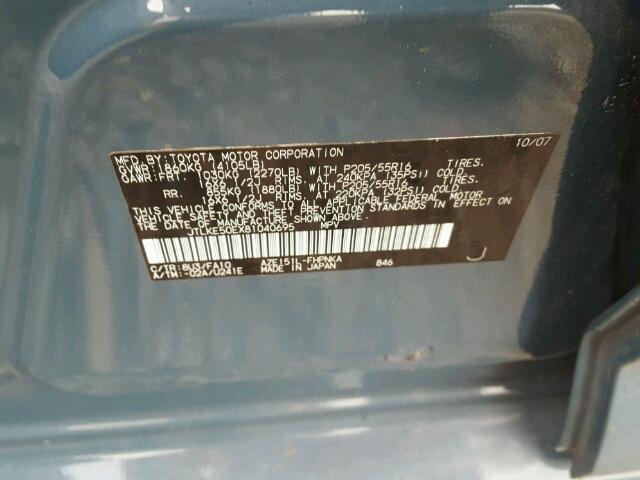 MFD.BY:TOYOTA MOTOR CORPORATION 10/07
GVWR:1860KG (4105LB)
GAWR:FRT. 1030KG (2270LB) WITH P205/55R16 TIRES,
16X6 1/2J RIMS, AT 240KPA (35PSI) COLD
RR. 855KG (1880LB) WITH P205/55R16 TIRES,
16X6 1/2J RIMS, AT 220KPA (32PSI) COLD
THIS VEHICLE CONFORMS TO ALL APPLICABLE FEDERAL MOTOR
VEHICLE SAFETY AND THEFT PREVENTION STANDARDS IN EFFECT ON
THE DATE OF MANUFACTURE SHOWN ABOVE.
JTLKE50EX81040695 MPV
C/TR:8U3/FA10 AZE151L-FHPNKA
A/TN:-02A/U241E MADE IN JAPAN 846 J